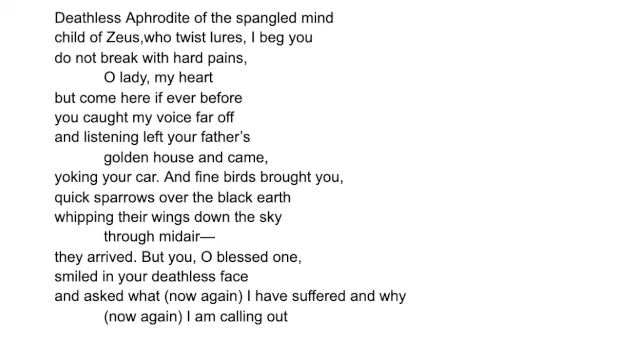 Deathless Aphrodite of the spangled mind
child of Zeus,who twist lures, I beg you
do not break with hard pains,
O lady, my heart
but come here if ever before
you caught my voice far off
and listening left your father’s
golden house and came,
yoking your car. And fine birds brought you,
quick sparrows over the black earth
whipping their wings down the sky
through midair—
they arrived. But you, O blessed one,
smiled in your deathless face
and asked what (now again) I have suffered and why
(now again) I am calling out